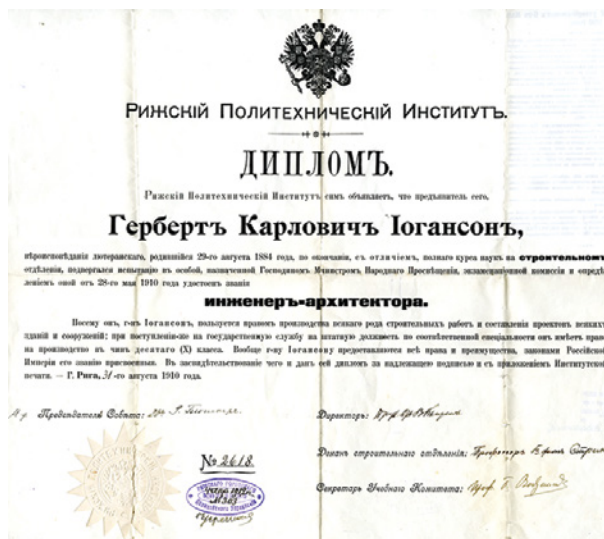 Рижскій Политехническій Институтъ.
ДИПЛОМЪ.
Рижскій Политехническій Институтъ симъ объявляетъ, что предъявитель сего,
Гербертъ Карловичъ Іогансонъ,
вѣроисповѣданія лютеранскаго, родившійся 29-го августа 1884 года, по окончаніи, съ отличіемъ, полнаго курса наукъ на строительномъ
отдѣленіи, подвергался испытанію въ особой, назначенной Господиномъ Министромъ Народнаго Просвѣщенія, экзаменаціонной комиссіи и опредѣ-
леніемъ оной отъ 28-го мая 1910 года удостоенъ званія
инженеръ-архитектора.
Посему онъ, г-нъ Іогансонъ, пользуется правомъ производства всякаго рода строительныхъ работъ и составленія проектовъ всякихъ
зданій и сооруженій; при поступленіи-же на государственную службу на штатную должность по соотвѣтственной спеціальности онъ имѣетъ право
на производство въ чинъ десятаго (X) класса. Вообще г-ну Іогансону предоставляются всѣ права и преимущества, законами Россійской
Имперіи его званію присвоенныя. Въ засвидѣтельствованіе чего и данъ сей дипломъ за надлежащею подписью и съ приложеніемъ Институтской
печати. — Г. Рига, 31-го августа 1910 года.
Предсѣдатель Совѣта:
Директоръ:
Деканъ строительнаго отдѣленія: Профессоръ
№ 2618.
Секретарь Учебнаго Комитета: Проф.